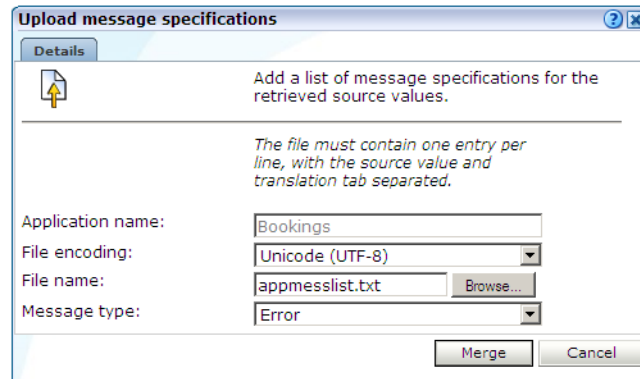 Upload message specifications
Details
Add a list of message specifications for the
retrieved source values.
The file must contain one entry per
line, with the source value and
translation tab separated.
Application name: Bookings
File encoding: Unicode (UTF-8)
File name: appmesslist.txt Browse...
Message type: Error
Merge Cancel